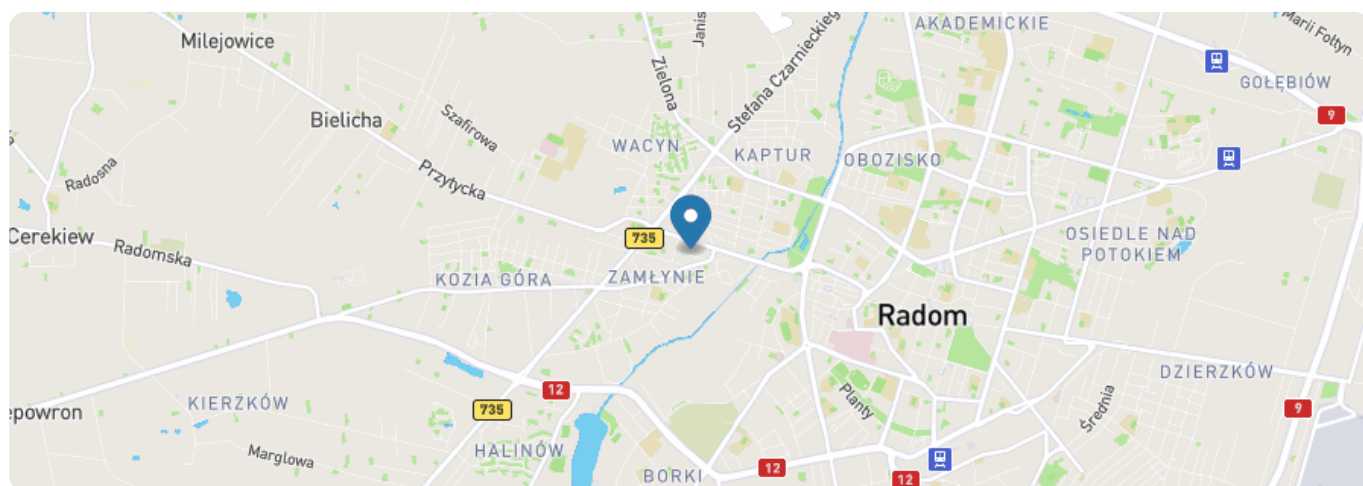 AKADEMICKIE
Marii Fołtyn
Milejowice
Stefana Czarnieckiego
Zielona
GOŁĘBIÓW
Bielicha
Szafirowa
9
WACYN
KAPTUR
OBOZISKO
Radosna
Przytycka
Cerekiew
Radomska
735
OSIEDLE NAD
POTOKIEM
KOZIA GÓRA
ZAMŁYNIE
Radom
DZIERZKÓW
12
735
KIERZKÓW
Planty
Średnia
9
HALINÓW
Marglowa
BORKI
12
12